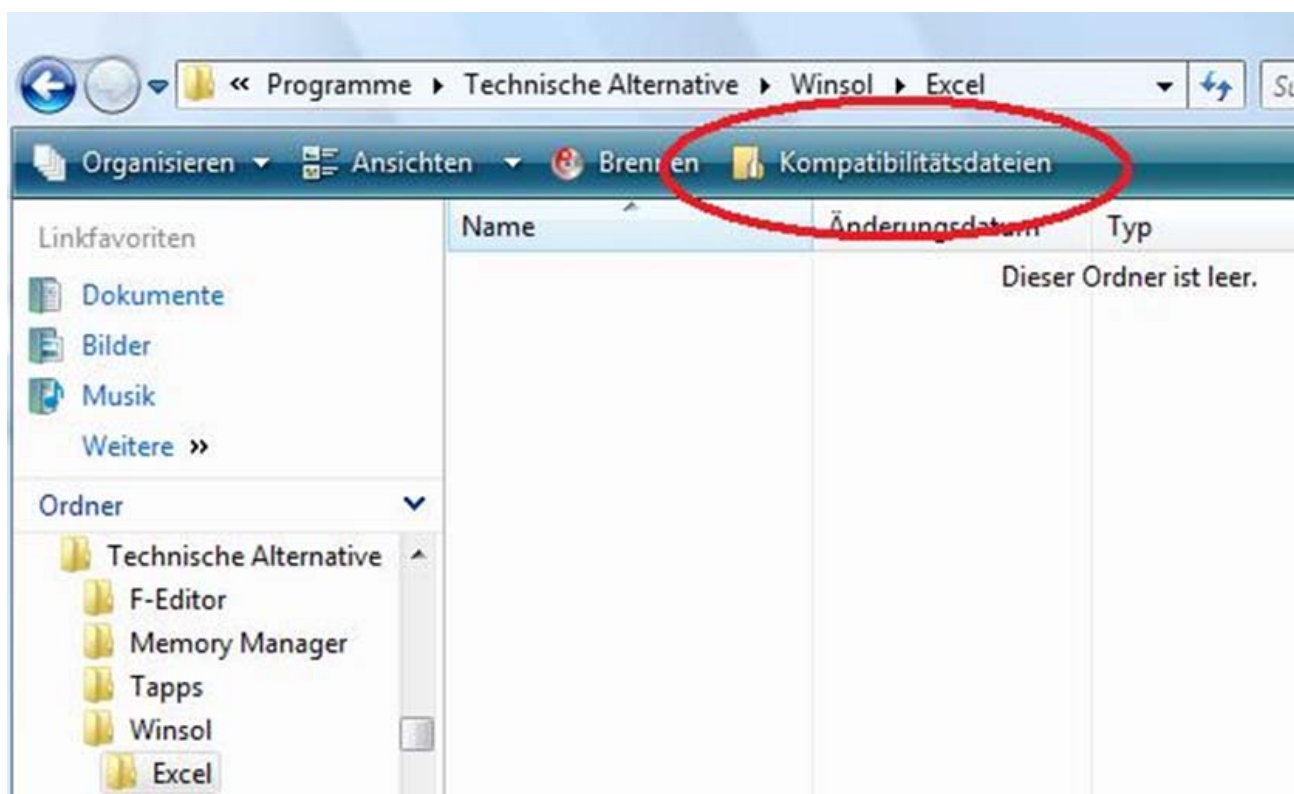 « Programme Technische Alternative Winsol Excel
Organisieren Ansichten Brennen Kompatibilitätsdateien
Linkfavoriten
Dokumente
Bilder
Musik
Weitere »
Ordner
Technische Alternative
F-Editor
Memory Manager
Tapps
Winsol
Excel
Name Änderungsdatum Typ
Dieser Ordner ist leer.